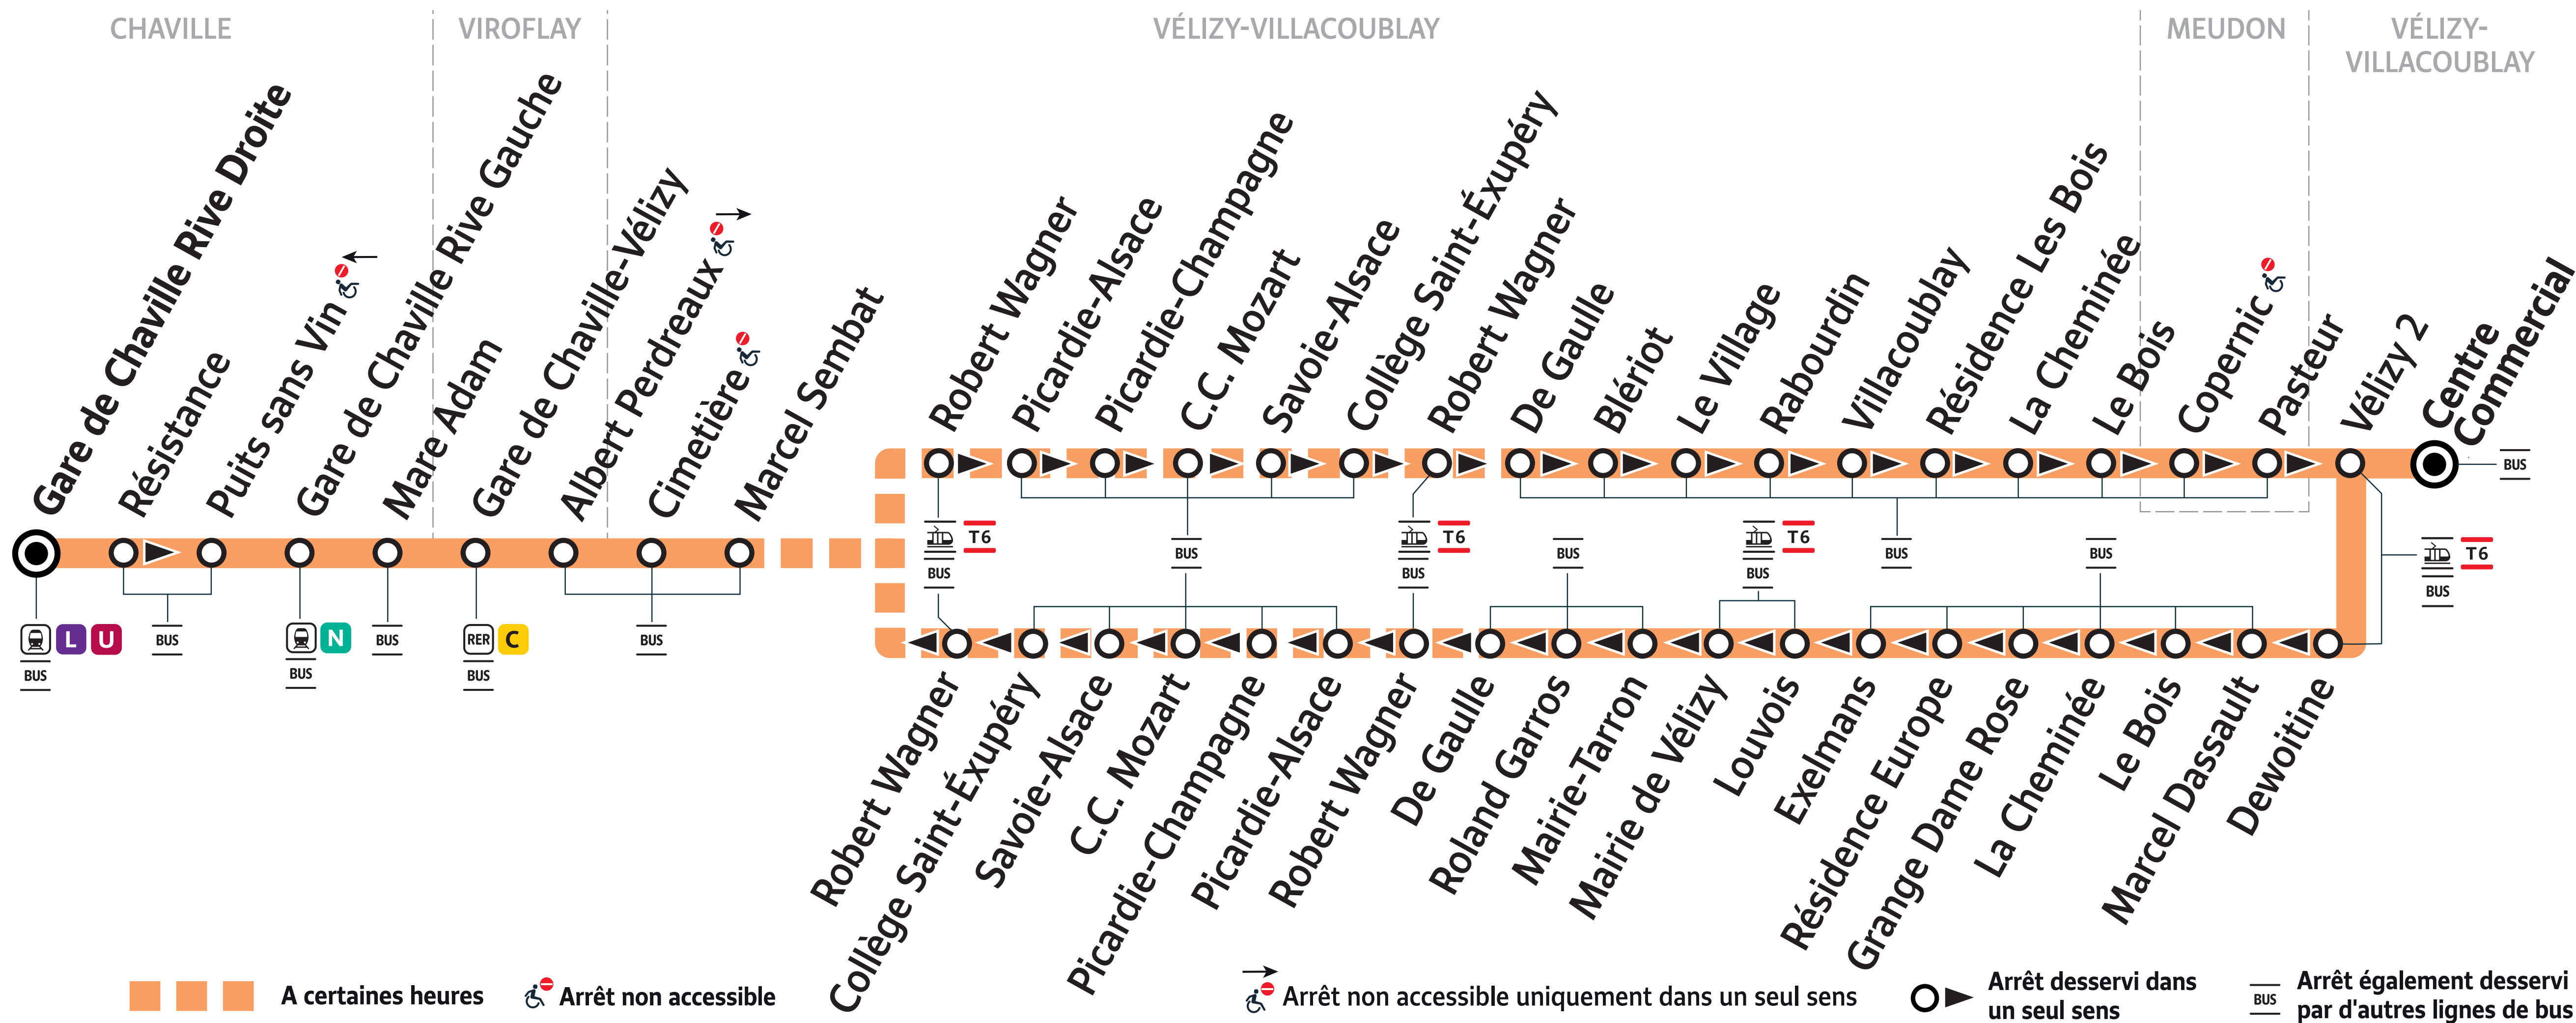 CHAVILLE
VIROFLAY
VÉLIZY-VILLACOUBLAY
MEUDON
VÉLIZY-
VILLACOUBLAY
Gare de Chaville Rive Droite
Résistance
Puits sans Vin
Gare de Chaville Rive Gauche
Mare Adam
Gare de Chaville-Vélizy
Albert Perdreaux
Cimetière
Marcel Sembat
Robert Wagner
Picardie-Alsace
Picardie-Champagne
C.C. Mozart
Savoie-Alsace
Collège Saint-Éxupéry
Robert Wagner
De Gaulle
Blériot
Le Village
Rabourdin
Villacoublay
Résidence Les Bois
La Cheminée
Le Bois
Copernic
Pasteur
Vélizy 2
Centre
Commercial
BUS
T6
BUS
BUS
T6
BUS
BUS
T6
BUS
BUS
BUS
T6
BUS
L U
BUS
BUS
N
BUS
BUS
RER C
BUS
BUS
Robert Wagner
Collège Saint-Éxupéry
Savoie-Alsace
C.C. Mozart
Picardie-Champagne
Picardie-Alsace
Robert Wagner
De Gaulle
Roland Garros
Mairie-Tarron
Mairie de Vélizy
Louvois
Exelmans
Résidence Europe
Grange Dame Rose
La Cheminée
Le Bois
Marcel Dassault
Dewoitine
A certaines heures
Arrêt non accessible
Arrêt non accessible uniquement dans un seul sens
Arrêt desservi dans
un seul sens
BUS
Arrêt également desservi
par d'autres lignes de bus